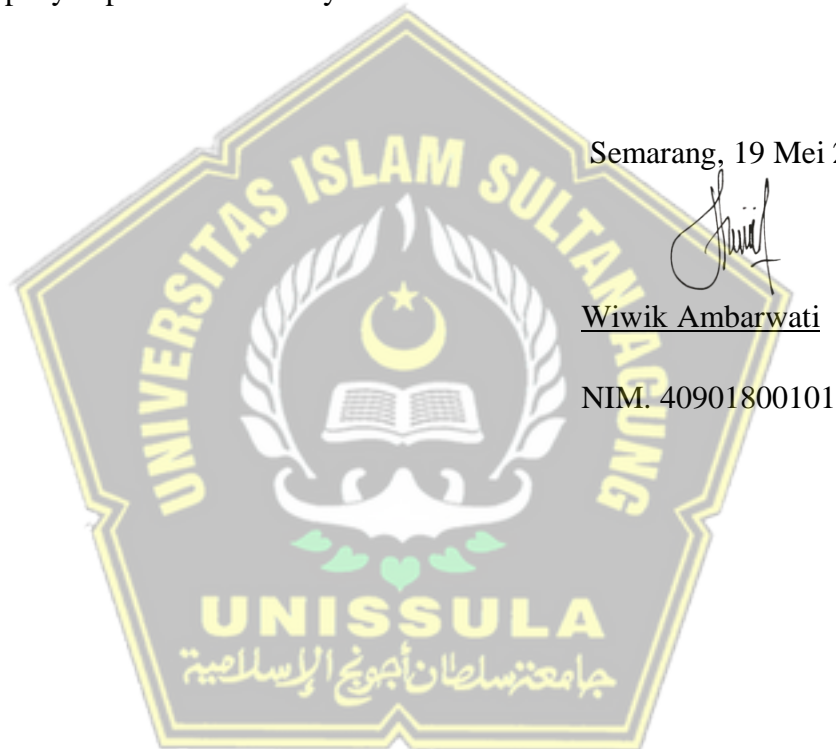 Semarang, 19 Mei
Wiwik Ambarwati
NIM. 40901800101
UNIVERSITAS ISLAM SULTAN AGUNG
UNISSULA
جامعة سلطان أجونج الإسلامية